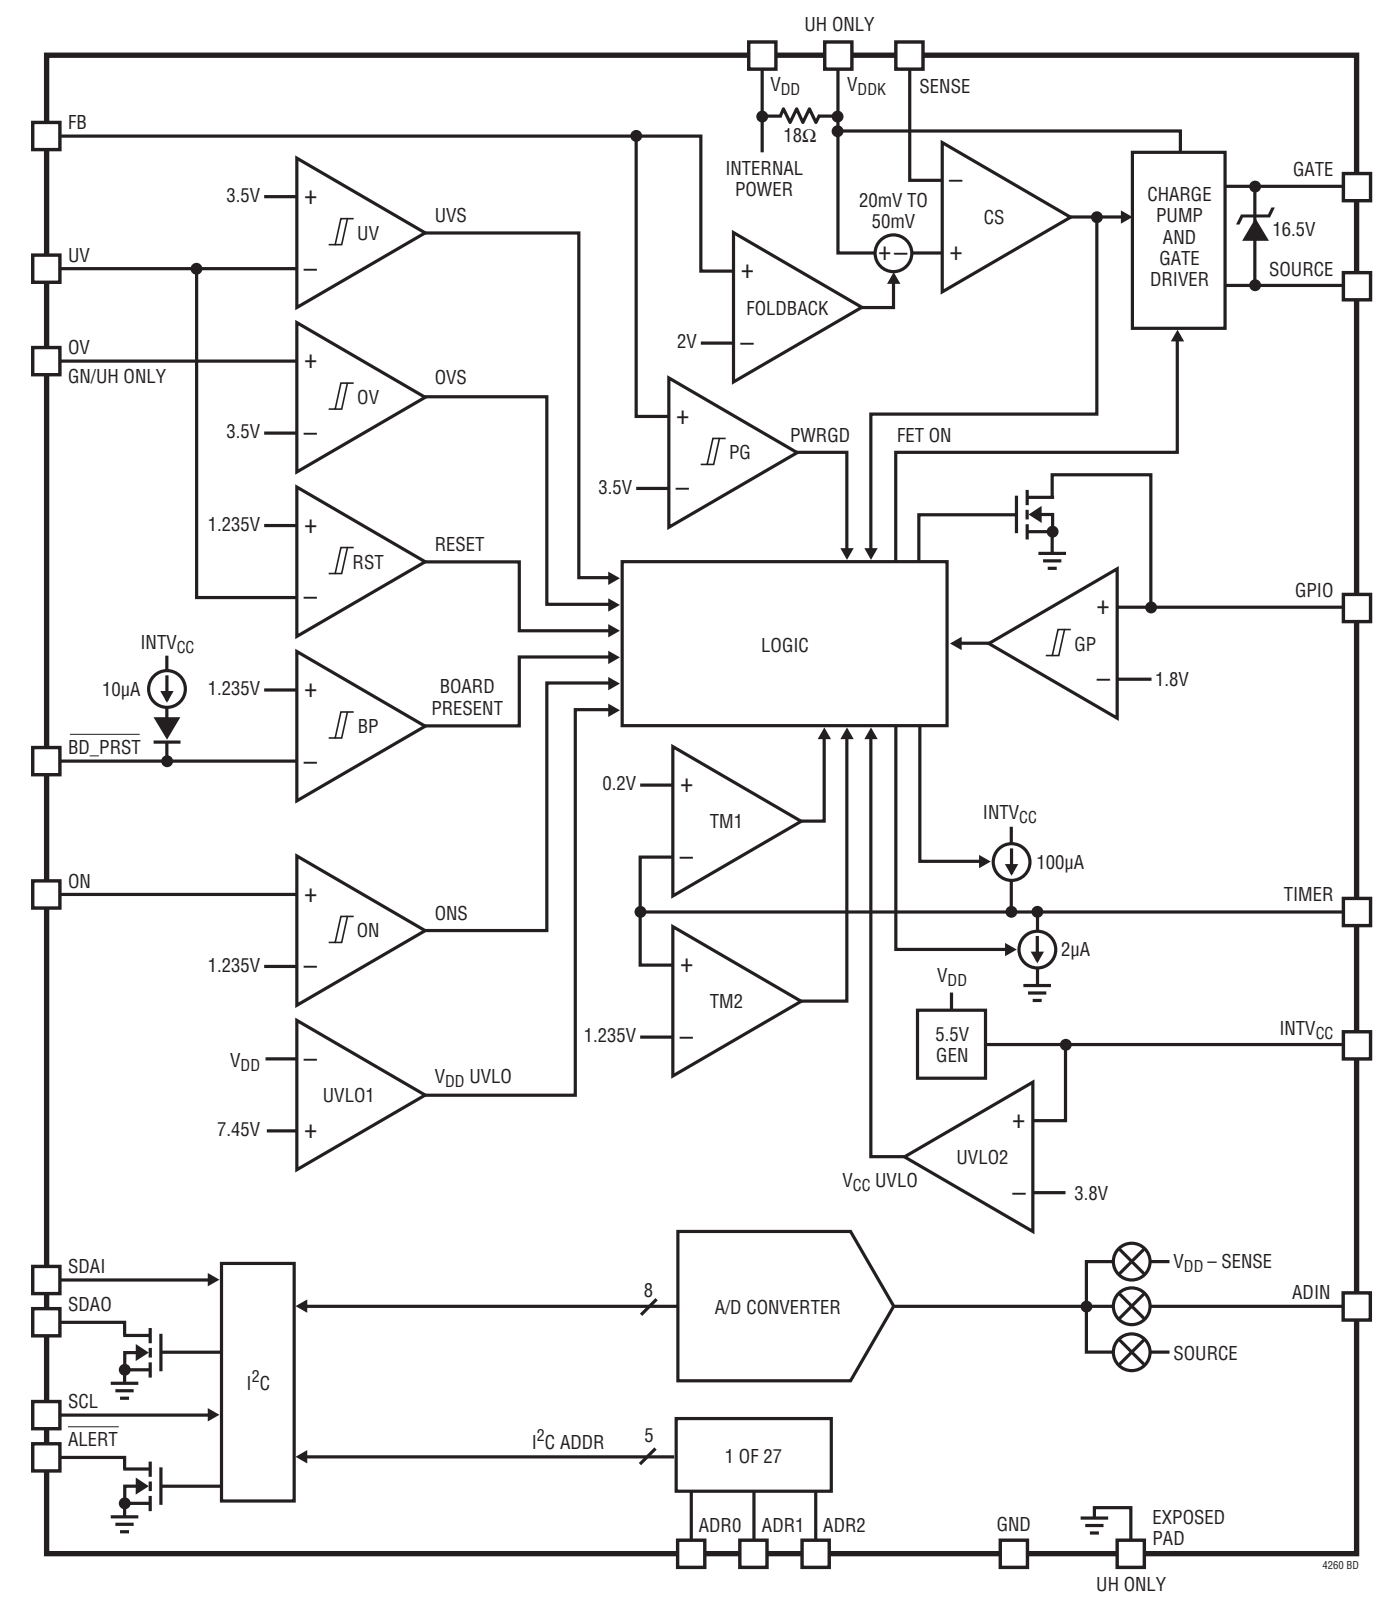 UH ONLY
VDD
VDDK
SENSE
FB
18Ω
INTERNAL
POWER
20mV TO
50mV
CHARGE
PUMP
AND
GATE
DRIVER
GATE
16.5V
SOURCE
3.5V
+
UV
–
UVS
UV
+
FOLDBACK
2V
–
+ –
–
CS
+
OV
GN/UH ONLY
+
OV
3.5V
–
OVS
+
PG
3.5V
–
PWRGD
FET ON
1.235V
+
RST
–
RESET
LOGIC
+
GP
–
1.8V
GPIO
INTVCC
10µA
1.235V
+
BP
–
BOARD
PRESENT
BD_PRST
0.2V
+
TM1
–
INTVCC
100µA
TIMER
2µA
ON
+
ON
1.235V
–
ONS
+
TM2
1.235V
–
VDD
5.5V
GEN
INTVCC
VDD
–
UVLO1
7.45V
+
VDD UVLO
+
UVLO2
–
3.8V
VCC UVLO
SDAI
SDAO
SCL
ALERT
I2C
8
A/D CONVERTER
VDD – SENSE
ADIN
SOURCE
I2C ADDR
5
1 OF 27
ADR0
ADR1
ADR2
GND
EXPOSED
PAD
UH ONLY
4260 BD